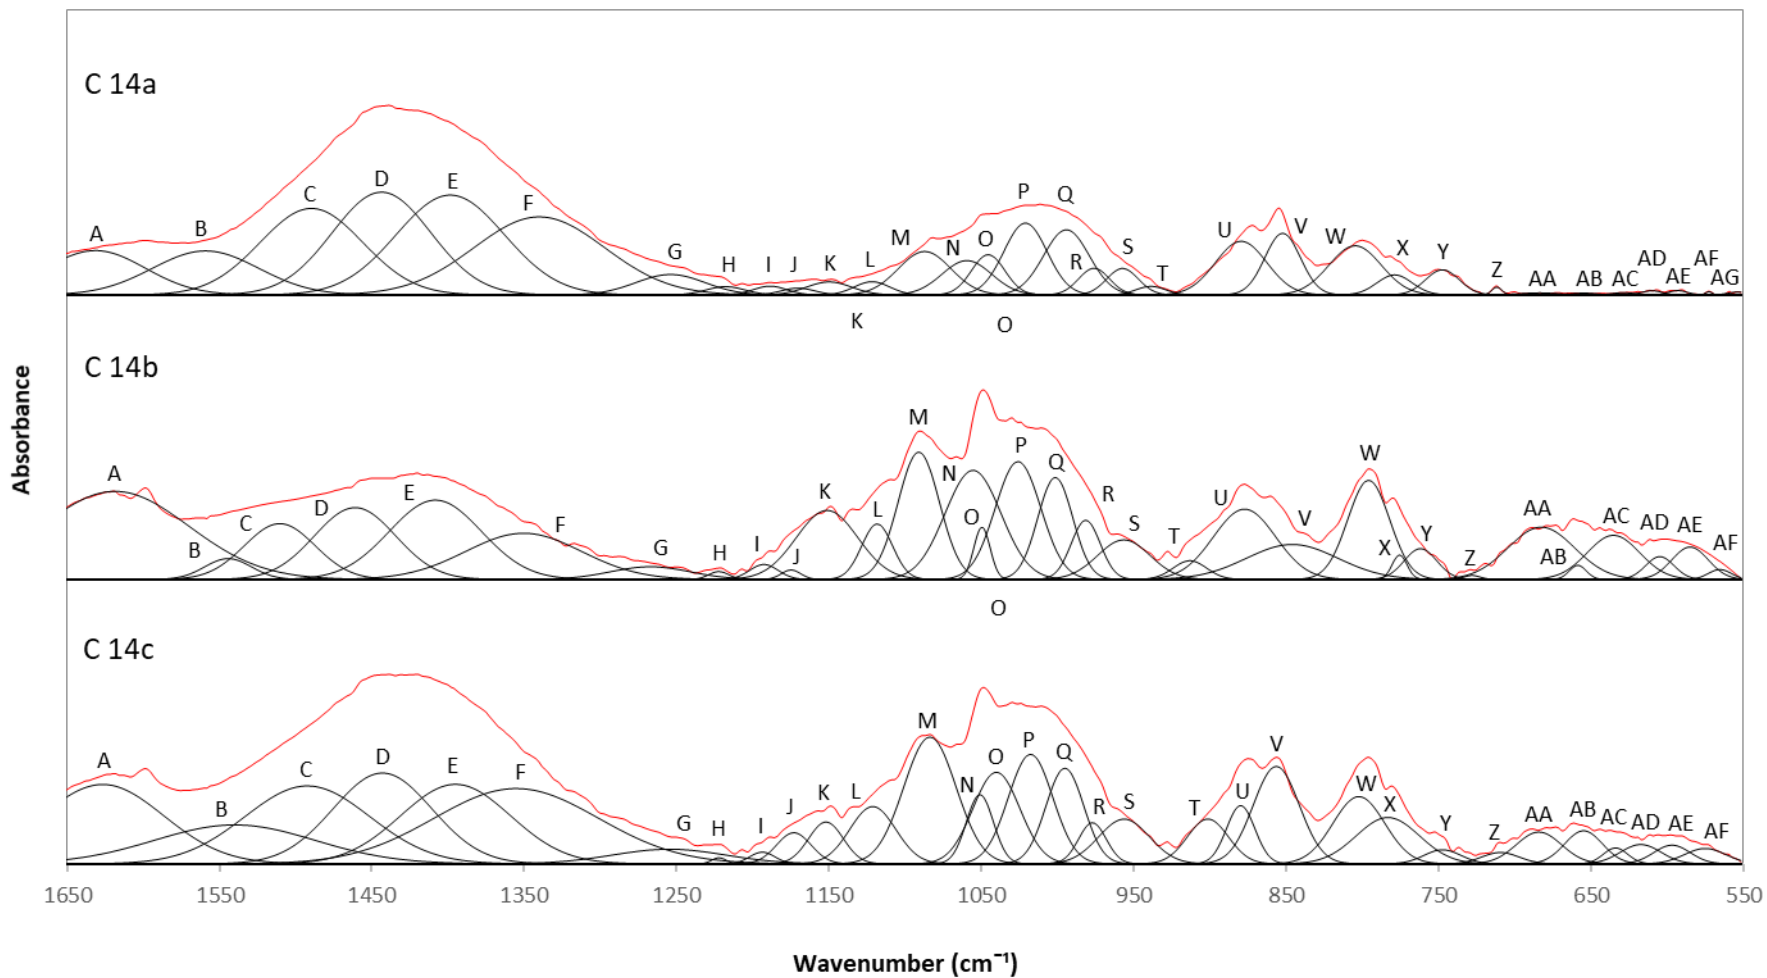 C 14a
A B C D E F G H I J K L M N O P Q R S T U V W X Y Z AA AB AC AD AE AF AG
K O
C 14b
A B C D E F G H I J K L M N O P Q R S T U V W X Y Z AA AB AC AD AE AF
O
C 14c
A B C D E F G H I J K L M N O P Q R S T U V W X Y Z AA AB AC AD AE AF
1650 1550 1450 1350 1250 1150 1050 950 850 750 650 550
Absorbance
Wavenumber (cm⁻¹)